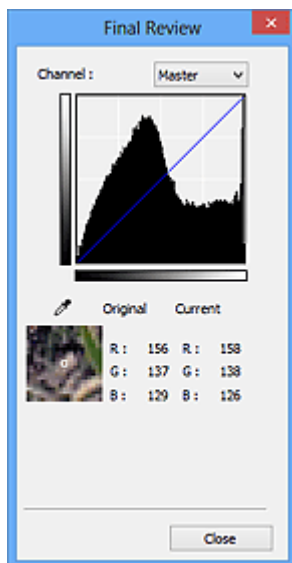 Final Review
Channel : Master
Original Current
R : 156 R : 158
G : 137 G : 138
B : 129 B : 126
Close